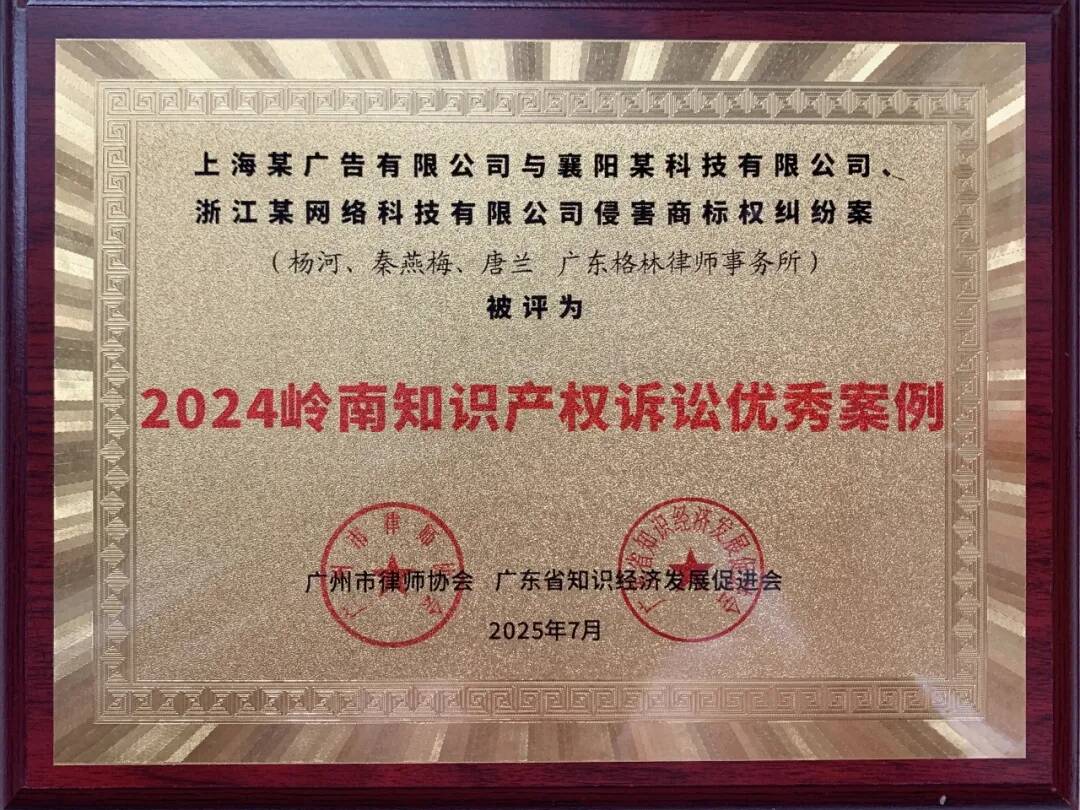 上海某广告有限公司与襄阳某科技有限公司、
浙江某网络科技有限公司侵害商标权纠纷案
（杨河、秦燕梅、唐兰 广东格林律师事务所）
被评为
2024岭南知识产权诉讼优秀案例
广州市律师协会 广东省知识经济发展促进会
2025年7月